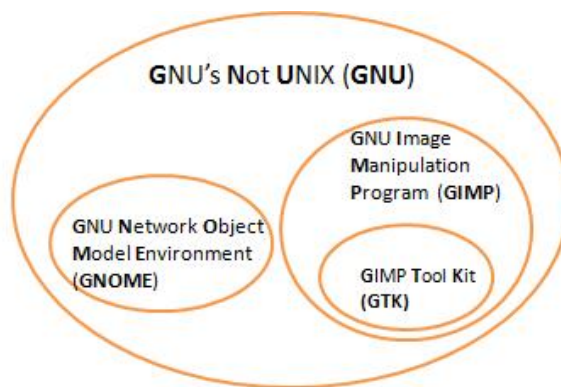 GNU's Not UNIX (GNU)
GNU Image
Manipulation
Program (GIMP)
GNU Network Object
Model Environment
(GNOME)
GIMP Tool Kit
(GTK)